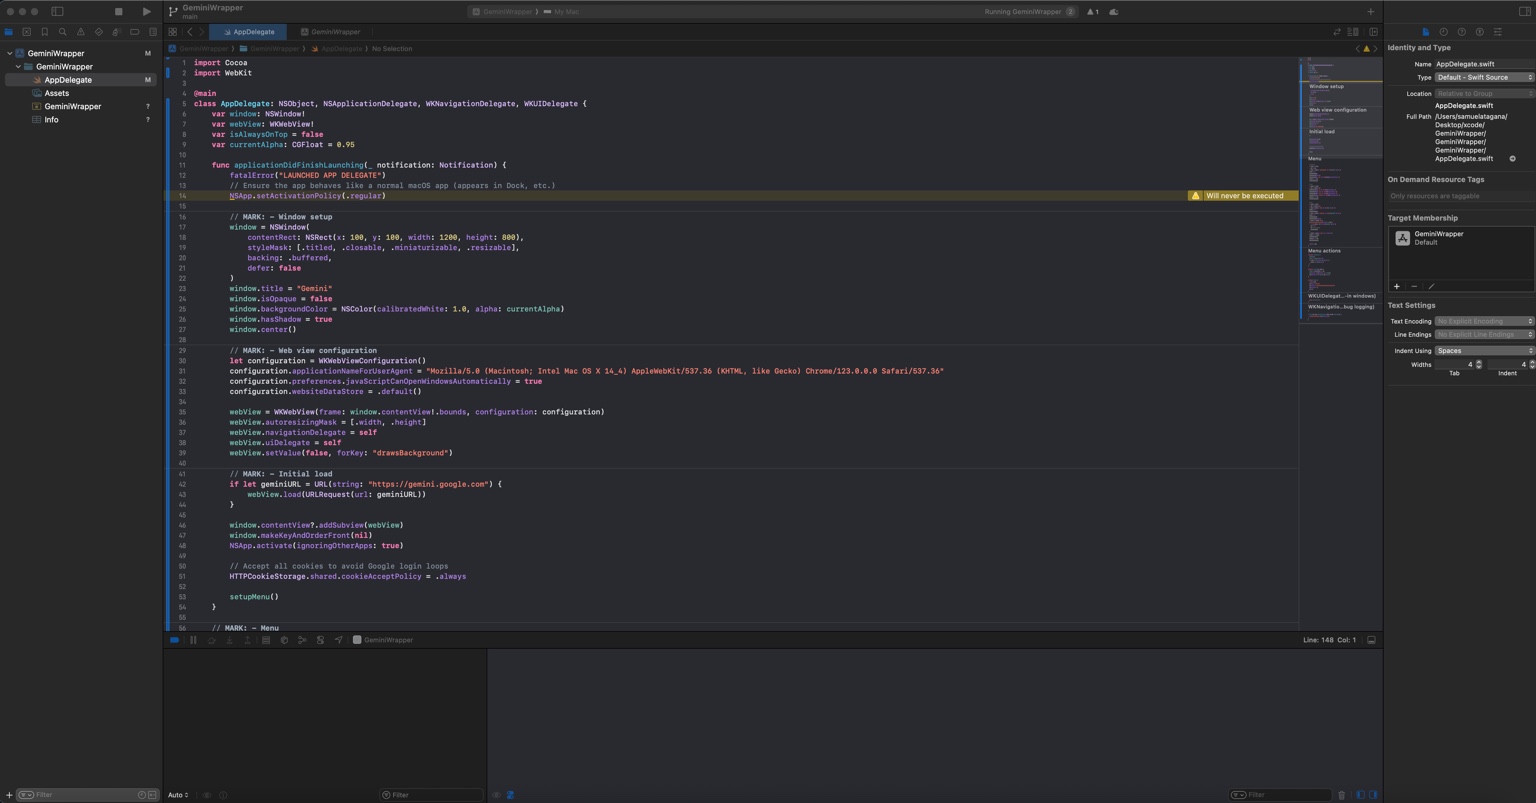 GeminiWrapper
main
GeminiWrapper
My Mac
Running GeminiWrapper
2
1
AppDelegate
GeminiWrapper
GeminiWrapper
GeminiWrapper
AppDelegate
No Selection
GeminiWrapper M
GeminiWrapper
AppDelegate M
Assets
GeminiWrapper ?
Info ?
1 import Cocoa
2 import WebKit
3
4 @main
5 class AppDelegate: NSObject, NSApplicationDelegate, WKNavigationDelegate, WKUIDelegate {
6 var window: NSWindow!
7 var webView: WKWebView!
8 var isAlwaysOnTop = false
9 var currentAlpha: CGFloat = 0.95
10
11 func applicationDidFinishLaunching(_ notification: Notification) {
12 fatalError("LAUNCHED APP DELEGATE")
13 // Ensure the app behaves like a normal macOS app (appears in Dock, etc.)
14 NSApp.setActivationPolicy(.regular)
Will never be executed
15
16 // MARK: - Window setup
17 window = NSWindow(
18 contentRect: NSRect(x: 100, y: 100, width: 1200, height: 800),
19 styleMask: [.titled, .closable, .miniaturizable, .resizable],
20 backing: .buffered,
21 defer: false
22 )
23 window.title = "Gemini"
24 window.isOpaque = false
25 window.backgroundColor = NSColor(calibratedWhite: 1.0, alpha: currentAlpha)
26 window.hasShadow = true
27 window.center()
28
29 // MARK: - Web view configuration
30 let configuration = WKWebViewConfiguration()
31 configuration.applicationNameForUserAgent = "Mozilla/5.0 (Macintosh; Intel Mac OS X 14_4) AppleWebKit/537.36 (KHTML, like Gecko) Chrome/123.0.0.0 Safari/537.36"
32 configuration.preferences.javaScriptCanOpenWindowsAutomatically = true
33 configuration.websiteDataStore = .default()
34
35 webView = WKWebView(frame: window.contentView!.bounds, configuration: configuration)
36 webView.autoresizingMask = [.width, .height]
37 webView.navigationDelegate = self
38 webView.uiDelegate = self
39 webView.setValue(false, forKey: "drawsBackground")
40
41 // MARK: - Initial load
42 if let geminiURL = URL(string: "https://gemini.google.com") {
43 webView.load(URLRequest(url: geminiURL))
44 }
45
46 window.contentView?.addSubview(webView)
47 window.makeKeyAndOrderFront(nil)
48 NSApp.activate(ignoringOtherApps: true)
49
50 // Accept all cookies to avoid Google login loops
51 HTTPCookieStorage.shared.cookieAcceptPolicy = .always
52
53 setupMenu()
54 }
55
56 // MARK: - Menu
Window setup
Web view configuration
Initial load
Menu
Menu actions
WKUIDelegat... -in windows)
WKNavigatio...bug logging)
Identity and Type
Name AppDelegate.swift
Type Default - Swift Source
Location Relative to Group
AppDelegate.swift
Full Path /Users/samuelatagana/
Desktop/xcode/
GeminiWrapper/
GeminiWrapper/
GeminiWrapper/
AppDelegate.swift
On Demand Resource Tags
Only resources are taggable
Target Membership
GeminiWrapper
Default
Text Settings
Text Encoding No Explicit Encoding
Line Endings No Explicit Line Endings
Indent Using Spaces
Widths 4 4
Tab Indent
GeminiWrapper
Line: 148 Col: 1
Filter
Auto
Filter
Filter